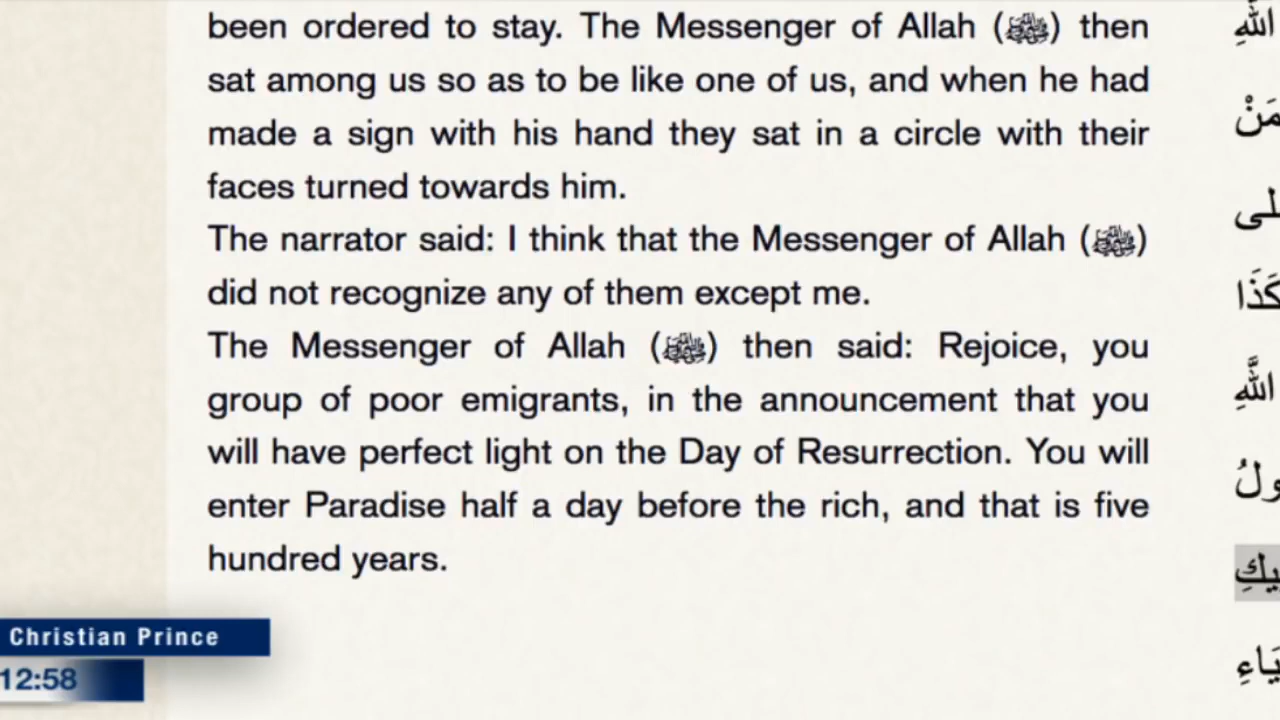 been ordered to stay. The Messenger of Allah (ﷺ) then
sat among us so as to be like one of us, and when he had
made a sign with his hand they sat in a circle with their
faces turned towards him.
The narrator said: I think that the Messenger of Allah (ﷺ)
did not recognize any of them except me.
The Messenger of Allah (ﷺ) then said: Rejoice, you
group of poor emigrants, in the announcement that you
will have perfect light on the Day of Resurrection. You will
enter Paradise half a day before the rich, and that is five
hundred years.
اللَّهِ
مَنْ
اللَّهِ
Christian Prince
12:58